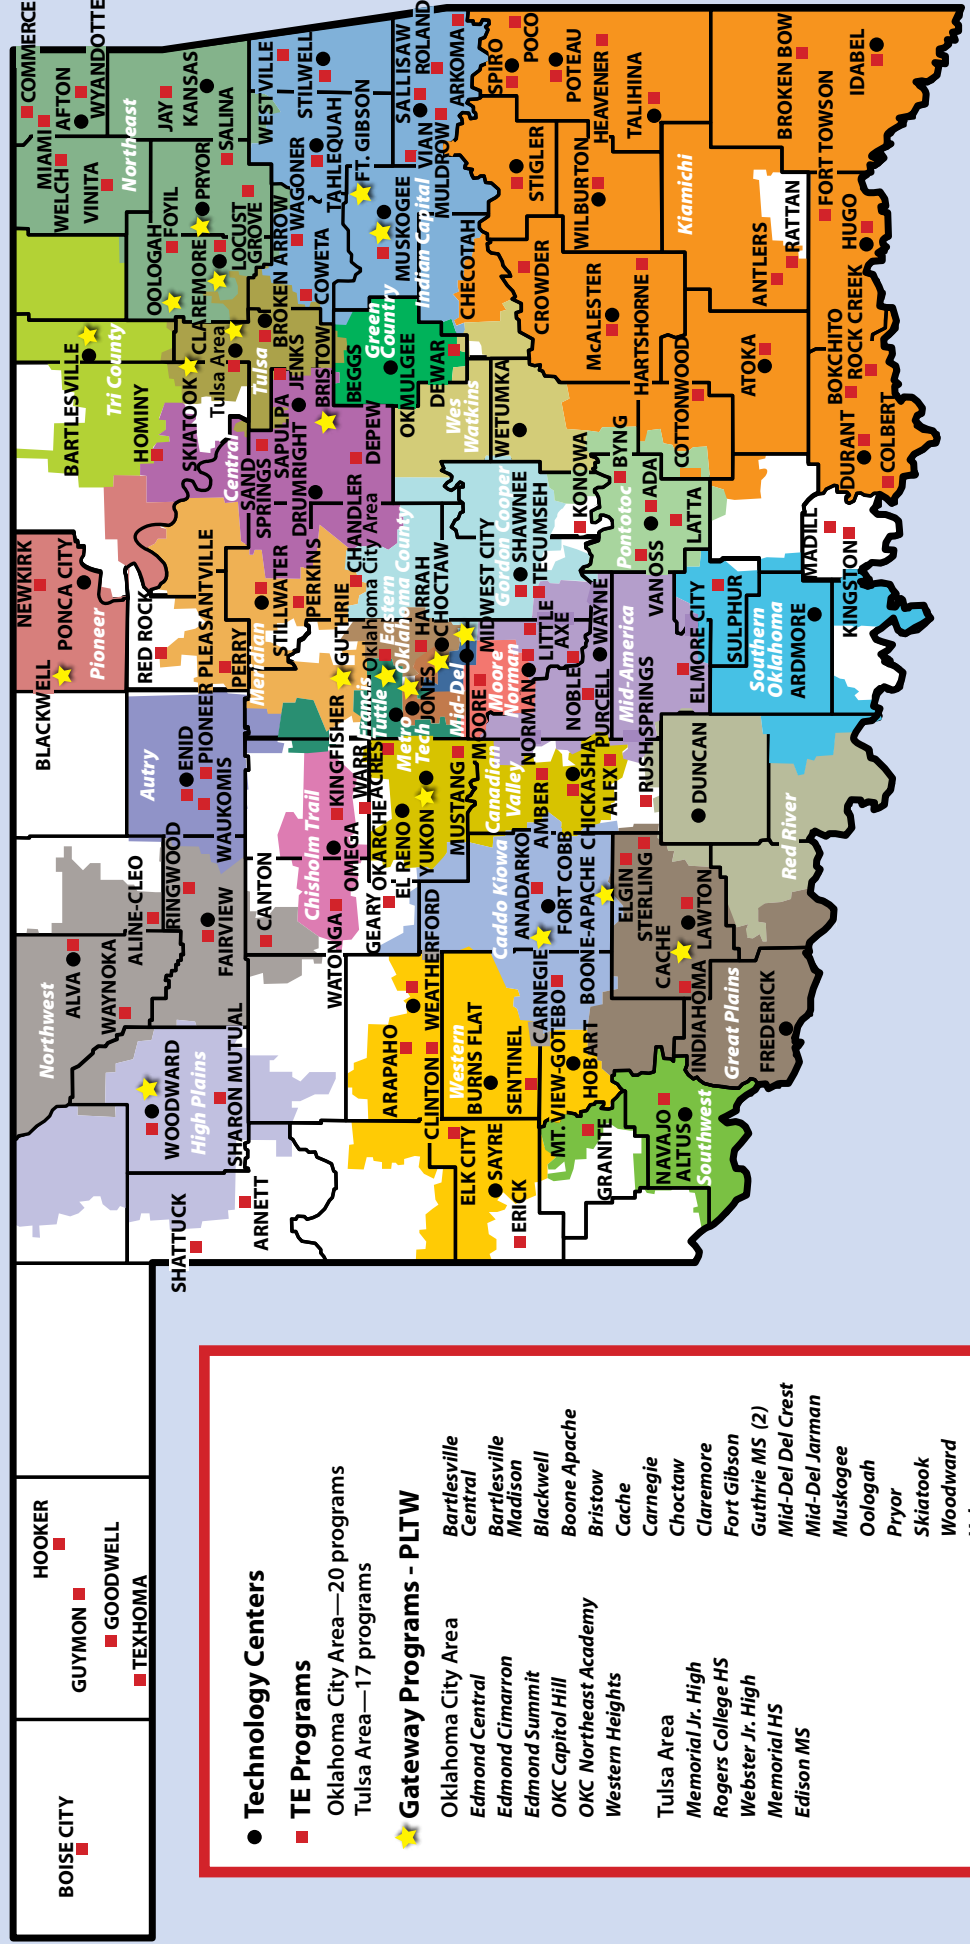 BOISE CITY
GUYMON
HOOKER
GOODWELL
TEXHOMA
BLACKWELL
NEWKIRK
PONCA CITY
Pioneer
BARTLESVILLE
Tri County
HOMINY
COMMERCE
MIAMI
AFTON
WYANDOTTE
WELCH
VINITA
Northeast
JAY
KANSAS
SALINA
FOYIL
PRYOR
OOLOGAH
CLAREMORE
LOCUST
GROVE
Northwest
ALVA
WAYNOKA
ALINE-CLEO
RINGWOOD
FAIRVIEW
WOODWARD
High Plains
SHARON MUTUAL
SHATTUCK
ARNETT
Autry
ENID
PIONEER PLEASANTVILLE
WAUKOMIS
RED ROCK
PERRY
Meridian
STILLWATER
PERKINS
GUTHRIE
SKIATOOK
Tulsa Area
Tulsa
BROKEN ARROW
Central
SAND
SPRINGS
SAPULPA
JENKS
DRUMRIGHT
BRISTOW
DEPEW
CHANDLER
WESTVILLE
STILWELL
WAGONER
TAHLEQUAH
COWETA
FT. GIBSON
MUSKOGEE
Indian Capital
SALLISAW
ROLAND
VIAN
MULDROW
ARKOMA
CHECOTAH
BEGGS
Green
Country
OKMULGEE
DEWAR
CANTON
Chisholm Trail
KINGFISHER
OMEGA
WATONGA
GEARY
OKARCHE
WARR ACRES
EL RENO
YUKON
MUSTANG
Francis
Tuttle
Oklahoma City Area
Eastern
Oklahoma County
Metro
Tech
JONES
HARRAH
CHOCTAW
Mid-Del
MIDWEST CITY
MOORE
Moore
Norman
NORMAN
LITTLE
AXE
NOBLE
Gordon Cooper
SHAWNEE
TECUMSEH
Wes
Watkins
WETUMKA
KONOWA
ARAPAHO
WEATHERFORD
CLINTON
Western
BURNS FLAT
SENTINEL
ELK CITY
SAYRE
ERICK
MT. VIEW-GOTEBO
HOBART
GRANITE
Caddo Kiowa
ANADARKO
FORT COBB
CARNEGIE
BOONE-APACHE
Canadian
Valley
AMBER
CHICKASHA
ALEX
RUSH SPRINGS
PURCELL
WAYNE
Mid-America
ELMORE CITY
Pontotoc
BYNG
ADA
VANOSS
LATTA
SPIRO
POCOLA
POTEAU
HEAVENER
TALIHINA
STIGLER
WILBURTON
CROWDER
McALESTER
HARTSHORNE
Kiamichi
COTTONWOOD
ATOKA
ANTLERS
RATTAN
BROKEN BOW
IDABEL
FORT TOWSON
HUGO
BOKCHITO
ROCK CREEK
DURANT
COLBERT
MADILL
KINGSTON
SULPHUR
Southern
Oklahoma
ARDMORE
DUNCAN
Red River
ELGIN
STERLING
CACHE
LAWTON
INDIAHOMA
Great Plains
FREDERICK
NAVAJO
ALTUS
Southwest
Technology Centers
TE Programs
Oklahoma City Area—20 programs
Tulsa Area—17 programs
Gateway Programs - PLTW
Oklahoma City Area
Edmond Central
Edmond Cimarron
Edmond Summit
OKC Capitol Hill
OKC Northeast Academy
Western Heights
Tulsa Area
Memorial Jr. High
Rogers College HS
Webster Jr. High
Memorial HS
Edison MS
Bartlesville
Central
Bartlesville
Madison
Blackwell
Boone Apache
Bristow
Cache
Carnegie
Choctaw
Claremore
Fort Gibson
Guthrie MS (2)
Mid-Del Del Crest
Mid-Del Jarman
Muskogee
Oologah
Pryor
Skiatook
Woodward